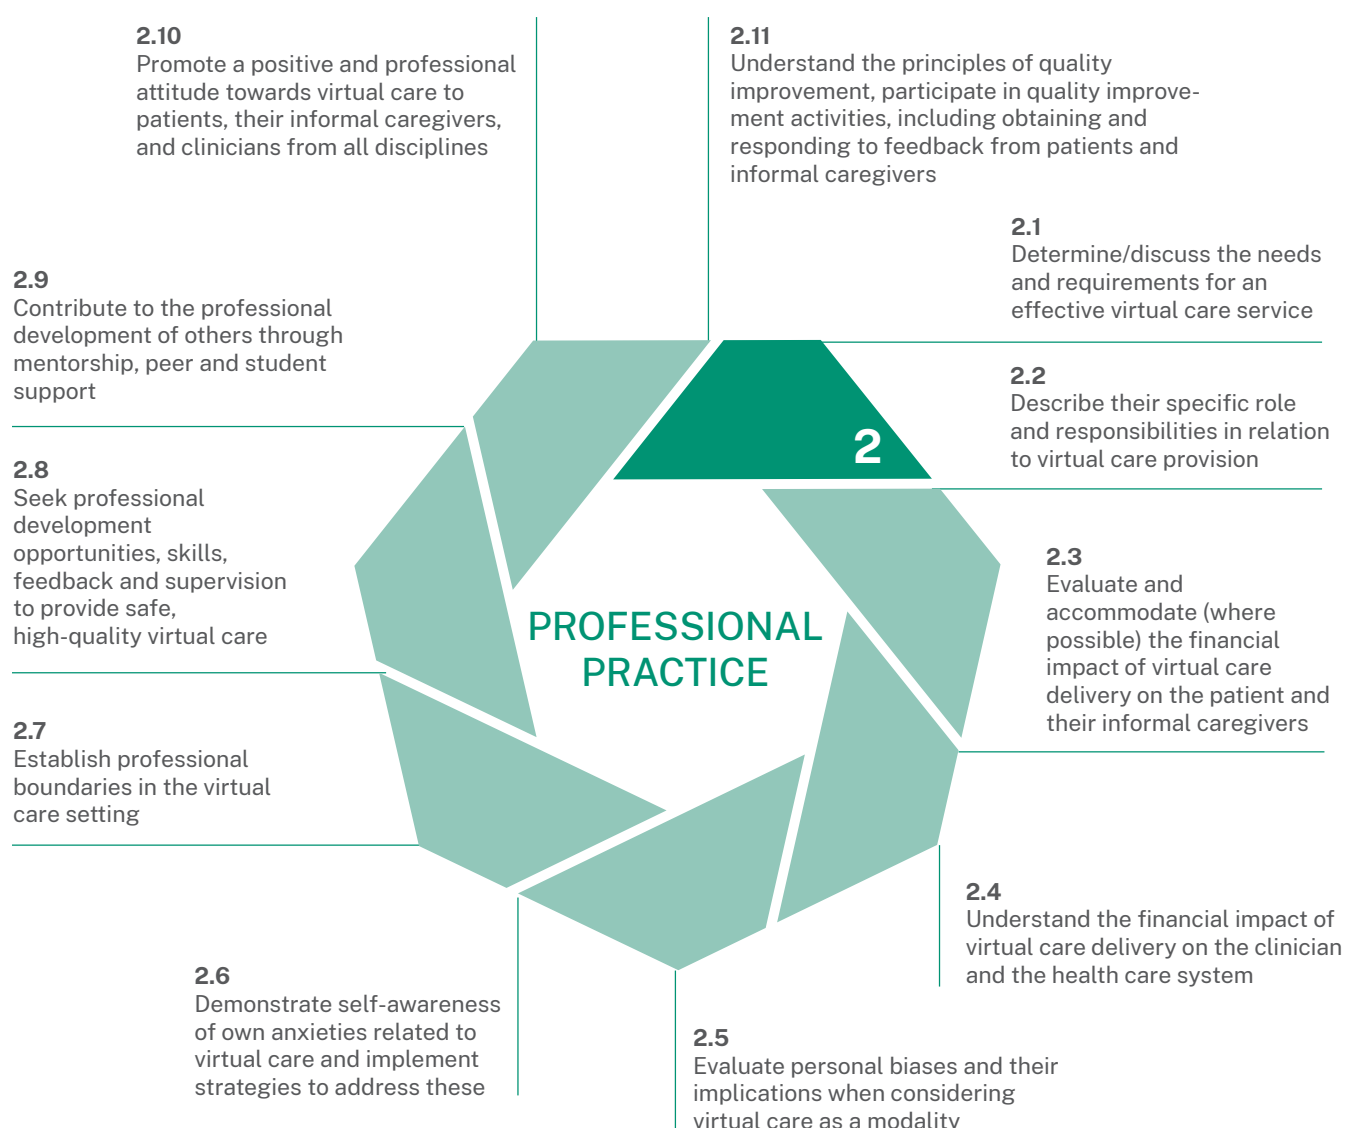 2.10
Promote a positive and professional
attitude towards virtual care to
patients, their informal caregivers,
and clinicians from all disciplines
2.11
Understand the principles of quality
improvement, participate in quality improve-
ment activities, including obtaining and
responding to feedback from patients and
informal caregivers
2.1
Determine/discuss the needs
and requirements for an
effective virtual care service
2.2
Describe their specific role
and responsibilities in relation
to virtual care provision
2.3
Evaluate and
accommodate (where
possible) the financial
impact of virtual care
delivery on the patient and
their informal caregivers
2.4
Understand the financial impact of
virtual care delivery on the clinician
and the health care system
2.5
Evaluate personal biases and their
implications when considering
virtual care as a modality
2.6
Demonstrate self-awareness
of own anxieties related to
virtual care and implement
strategies to address these
2.7
Establish professional
boundaries in the virtual
care setting
2.8
Seek professional
development
opportunities, skills,
feedback and supervision
to provide safe,
high-quality virtual care
2.9
Contribute to the professional
development of others through
mentorship, peer and student
support
2
PROFESSIONAL
PRACTICE